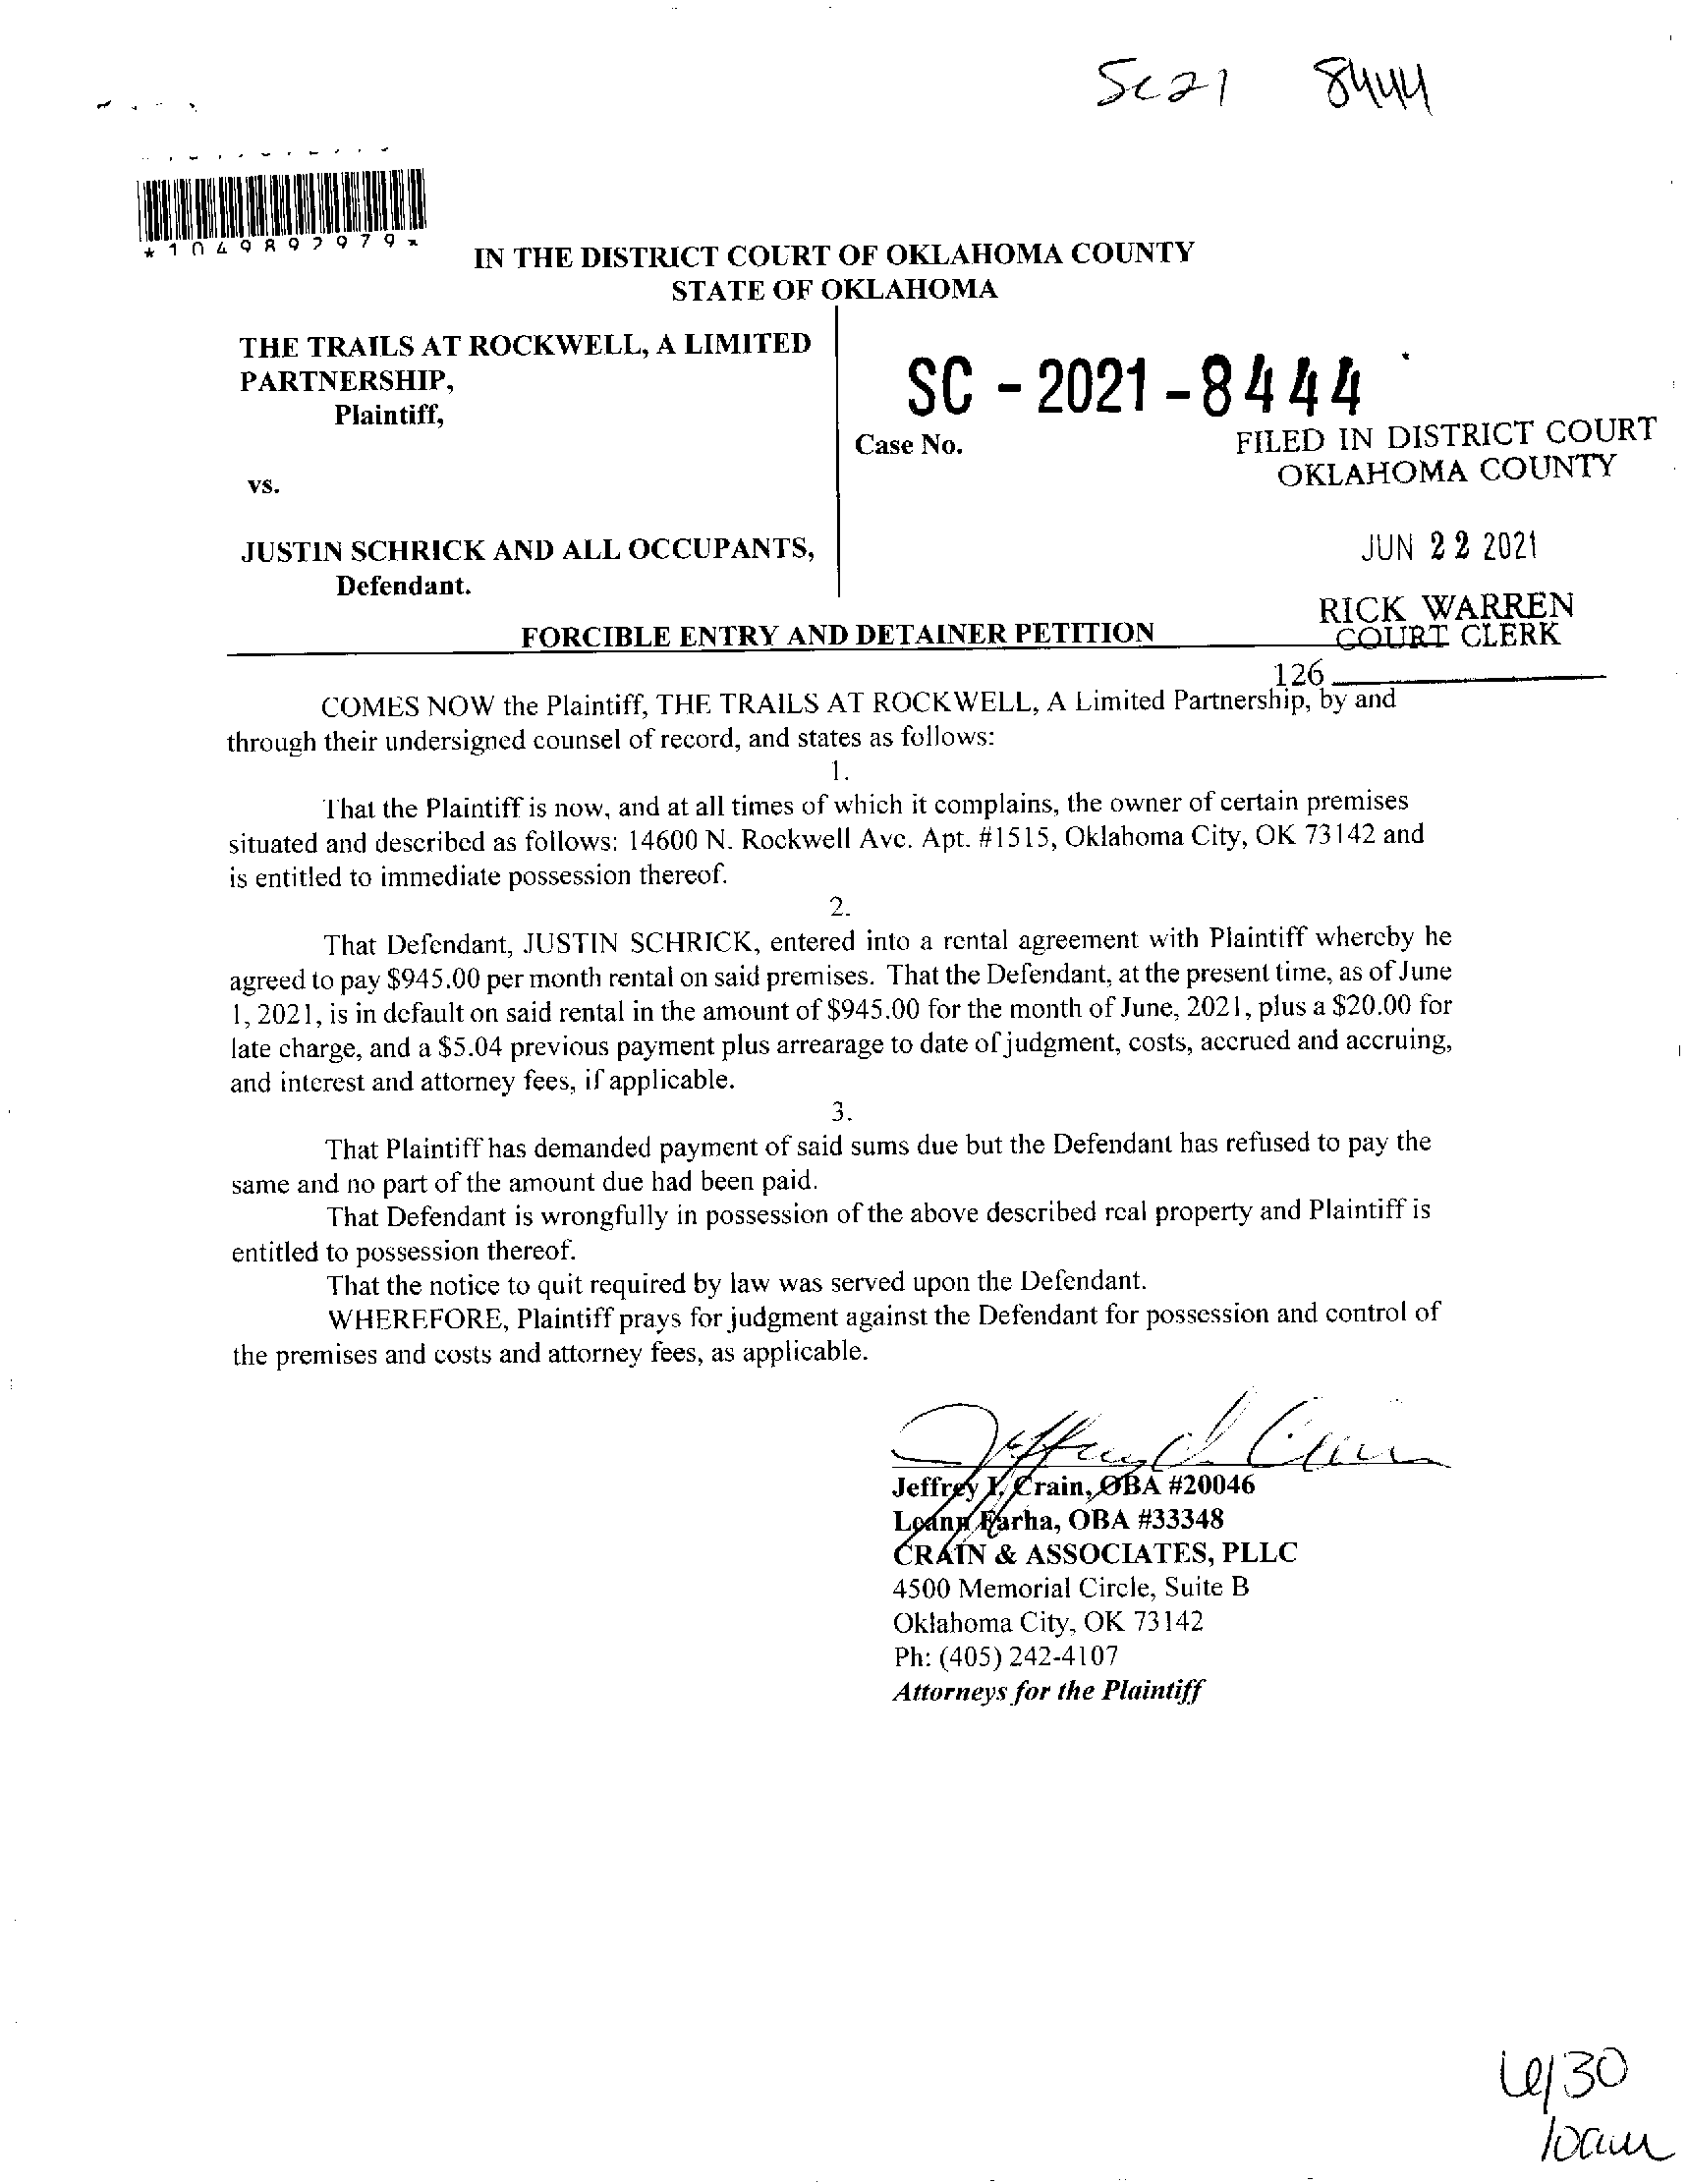 Sc21 8444
*1049892979*
IN THE DISTRICT COURT OF OKLAHOMA COUNTY
STATE OF OKLAHOMA
THE TRAILS AT ROCKWELL, A LIMITED
PARTNERSHIP,
Plaintiff,
SC - 2021 - 8444
Case No.
FILED IN DISTRICT COURT
OKLAHOMA COUNTY
vs.
JUSTIN SCHRICK AND ALL OCCUPANTS,
Defendant.
JUN 22 2021
RICK WARREN
COURT CLERK
FORCIBLE ENTRY AND DETAINER PETITION
126
COMES NOW the Plaintiff, THE TRAILS AT ROCKWELL, A Limited Partnership, by and
through their undersigned counsel of record, and states as follows:
1.
That the Plaintiff is now, and at all times of which it complains, the owner of certain premises
situated and described as follows: 14600 N. Rockwell Ave. Apt. #1515, Oklahoma City, OK 73142 and
is entitled to immediate possession thereof.
2.
That Defendant, JUSTIN SCHRICK, entered into a rental agreement with Plaintiff whereby he
agreed to pay $945.00 per month rental on said premises. That the Defendant, at the present time, as of June
1, 2021, is in default on said rental in the amount of $945.00 for the month of June, 2021, plus a $20.00 for
late charge, and a $5.04 previous payment plus arrearage to date of judgment, costs, accrued and accruing,
and interest and attorney fees, if applicable.
3.
That Plaintiff has demanded payment of said sums due but the Defendant has refused to pay the
same and no part of the amount due had been paid.
That Defendant is wrongfully in possession of the above described real property and Plaintiff is
entitled to possession thereof.
That the notice to quit required by law was served upon the Defendant.
WHEREFORE, Plaintiff prays for judgment against the Defendant for possession and control of
the premises and costs and attorney fees, as applicable.
Jeffrey I. Crain
Jeffrey I. Crain, OBA #20046
Loann Farha, OBA #33348
CRAIN & ASSOCIATES, PLLC
4500 Memorial Circle, Suite B
Oklahoma City, OK 73142
Ph: (405) 242-4107
Attorneys for the Plaintiff
6/30
10am